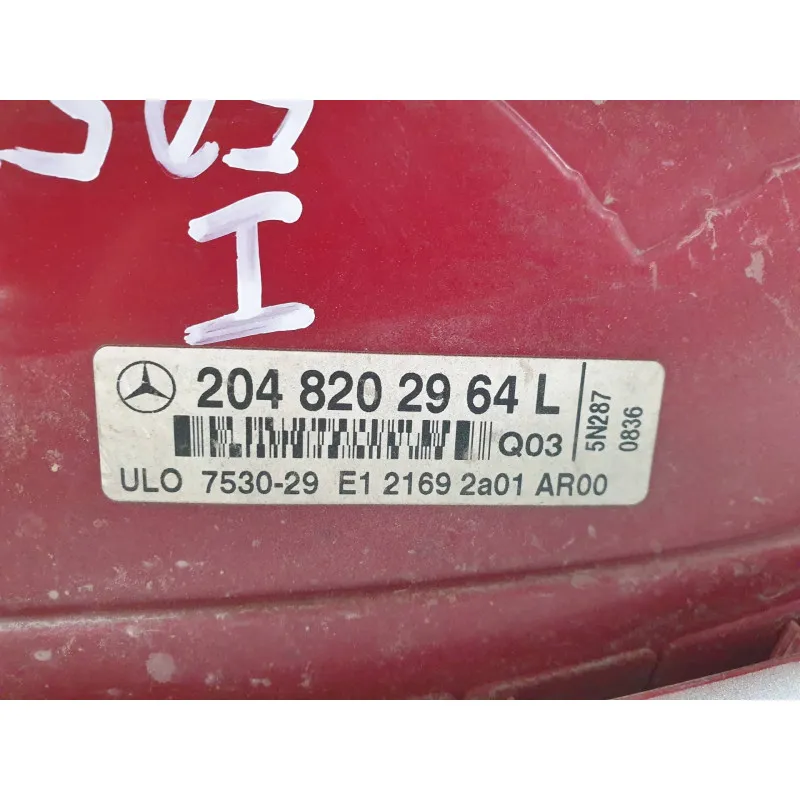 I
204 820 29 64 L
Q03
ULO 7530-29 E1 2169 2a01 AR00
5N287
0836